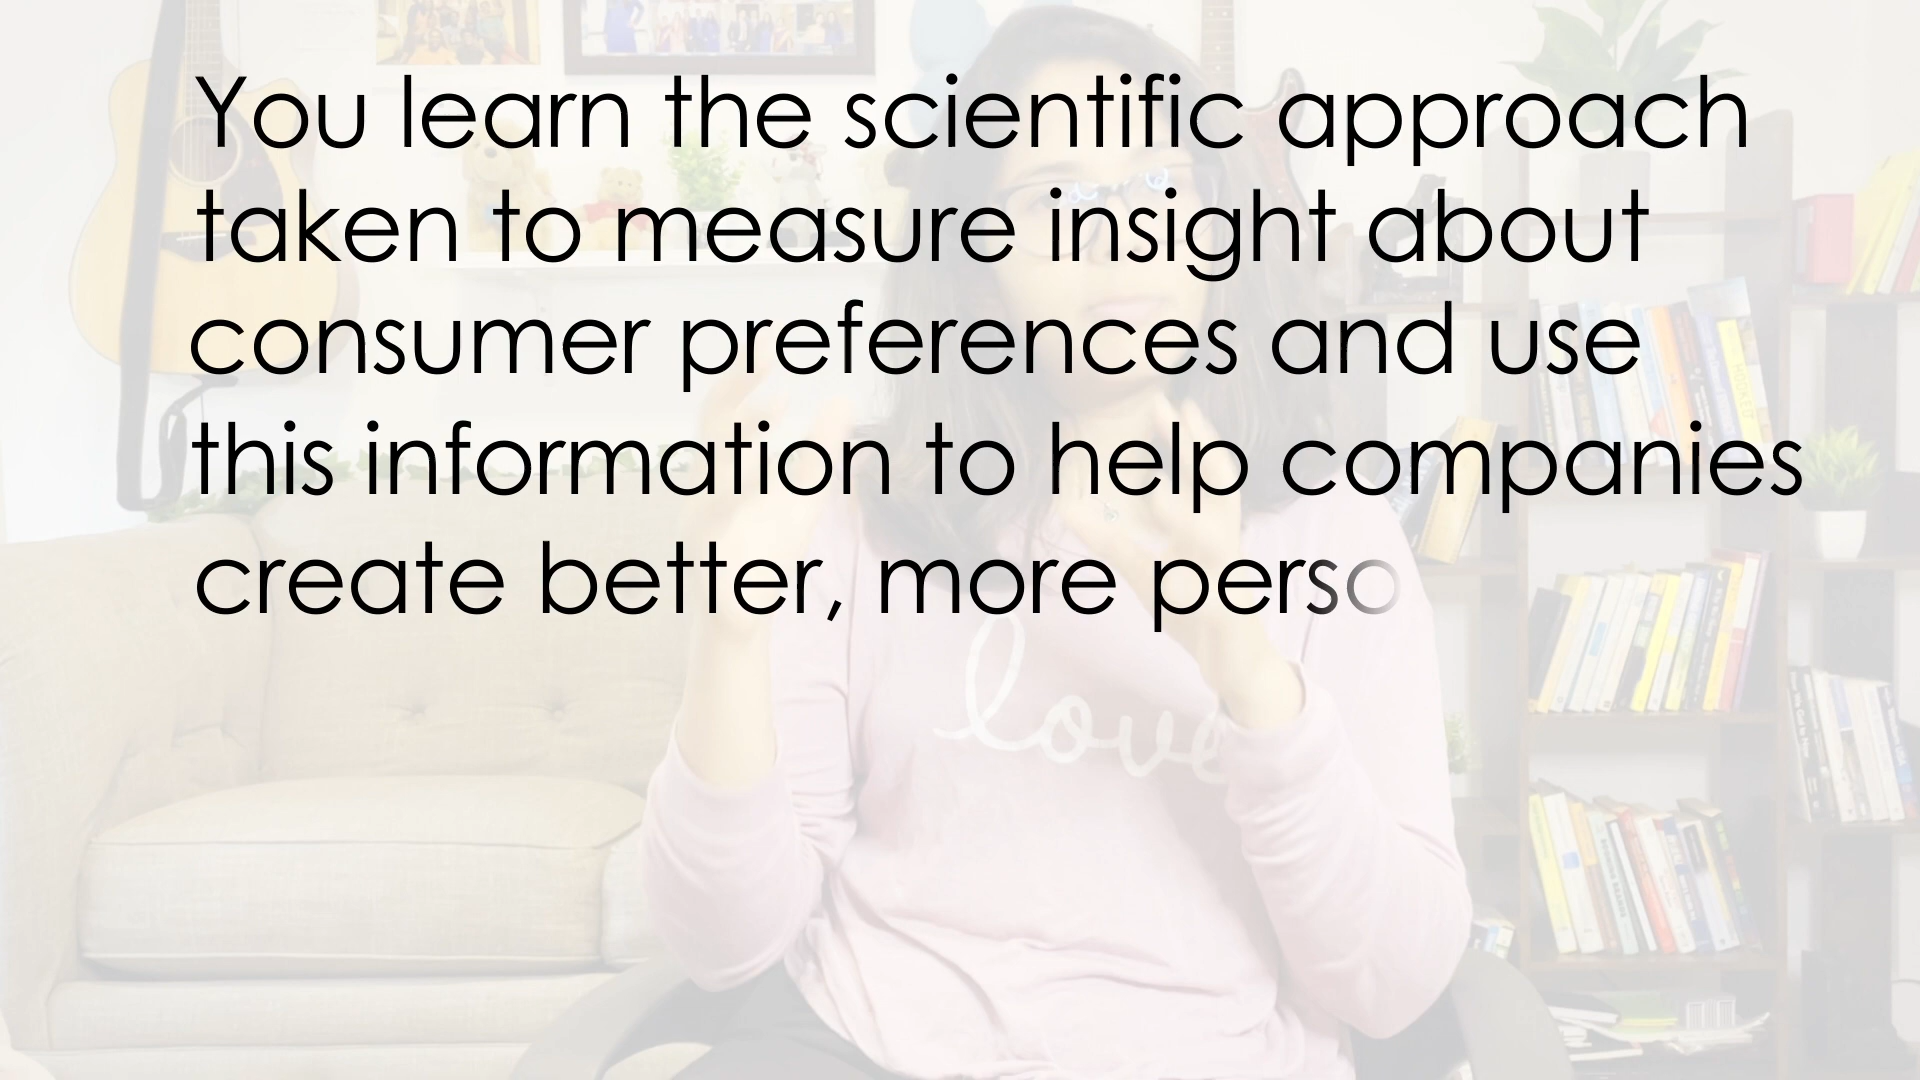 You learn the scientific approach
taken to measure insight about
consumer preferences and use
this information to help companies
create better, more perso
love